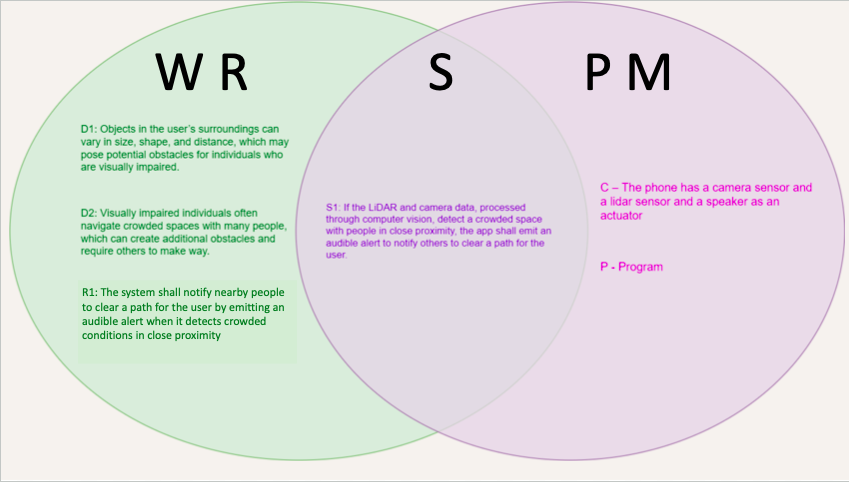 W R
S
P M
D1: Objects in the user's surroundings can
vary in size, shape, and distance, which may
pose potential obstacles for individuals who
are visually impaired.
D2: Visually impaired individuals often
navigate crowded spaces with many people,
which can create additional obstacles and
require others to make way.
R1: The system shall notify nearby people
to clear a path for the user by emitting an
audible alert when it detects crowded
conditions in close proximity
S1: If the LiDAR and camera data, processed
through computer vision, detect a crowded space
with people in close proximity, the app shall emit an
audible alert to notify others to clear a path for the
user.
C – The phone has a camera sensor and
a lidar sensor and a speaker as an
actuator
P - Program